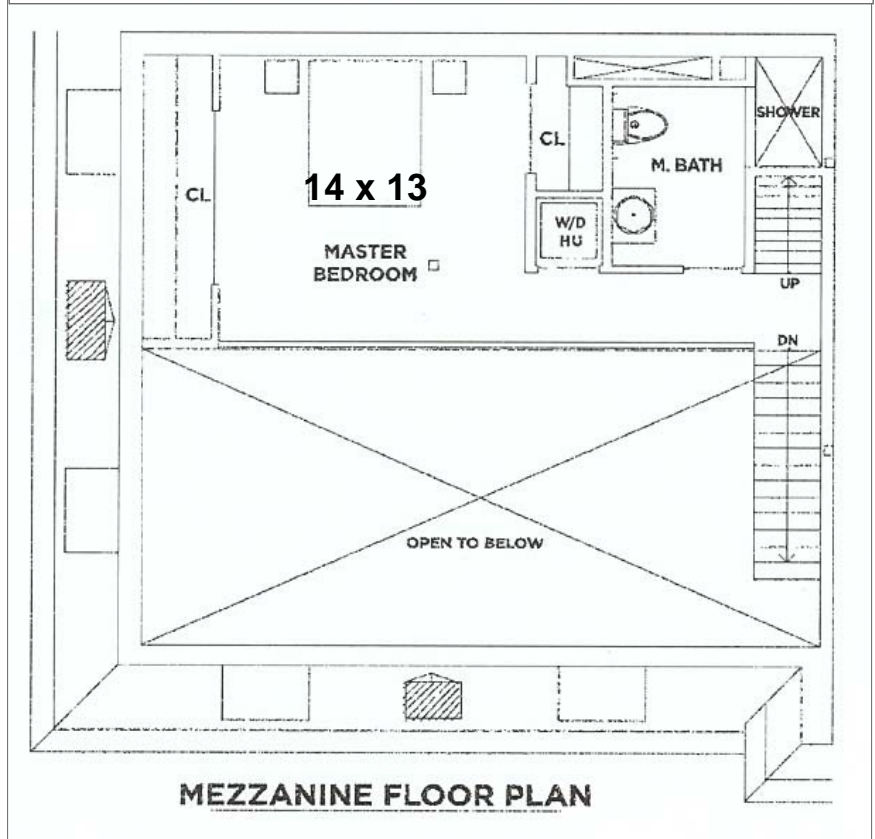 SHOWER
CL
M. BATH
14 x 13
CL
W/D
HU
MASTER
BEDROOM
UP
DN
OPEN TO BELOW
MEZZANINE FLOOR PLAN